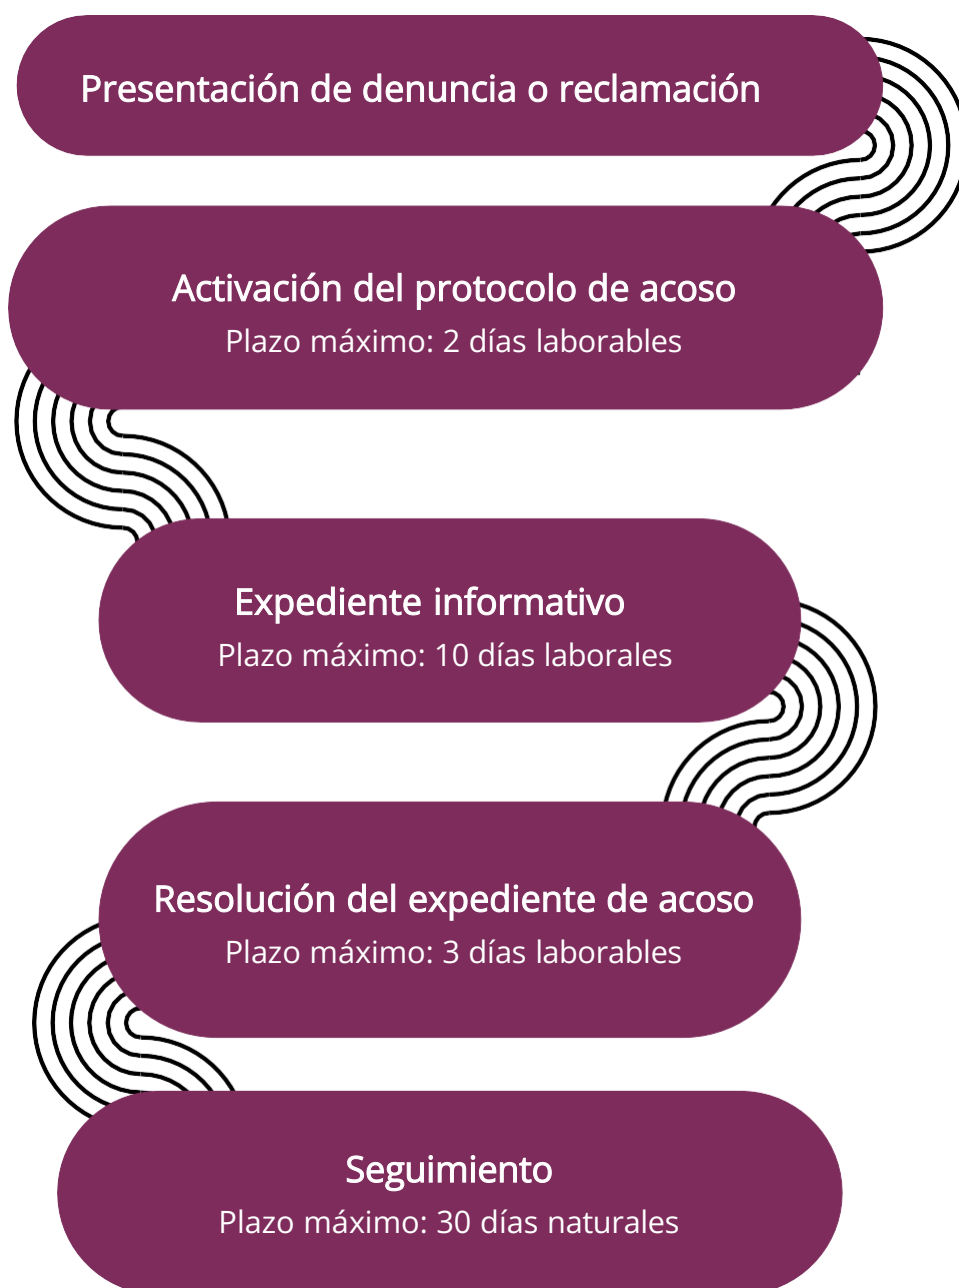 Presentación de denuncia o reclamación
Activación del protocolo de acoso
Plazo máximo: 2 días laborables
Expediente informativo
Plazo máximo: 10 días laborales
Resolución del expediente de acoso
Plazo máximo: 3 días laborables
Seguimiento
Plazo máximo: 30 días naturales